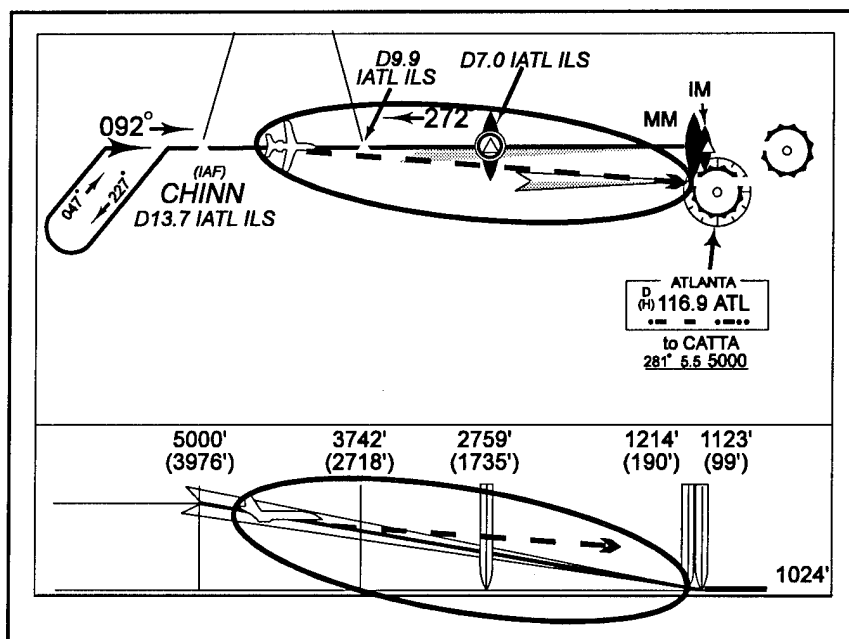 D9.9
IATL ILS
D7.0 IATL ILS
IM
MM
092°
272°
(IAF)
CHINN
D13.7 IATL ILS
047°
227°
ATLANTA
D
(H) 116.9 ATL
to CATTA
281° 5.5 5000
5000' 3742' 2759' 1214' 1123'
(3976') (2718') (1735') (190') (99')
1024'